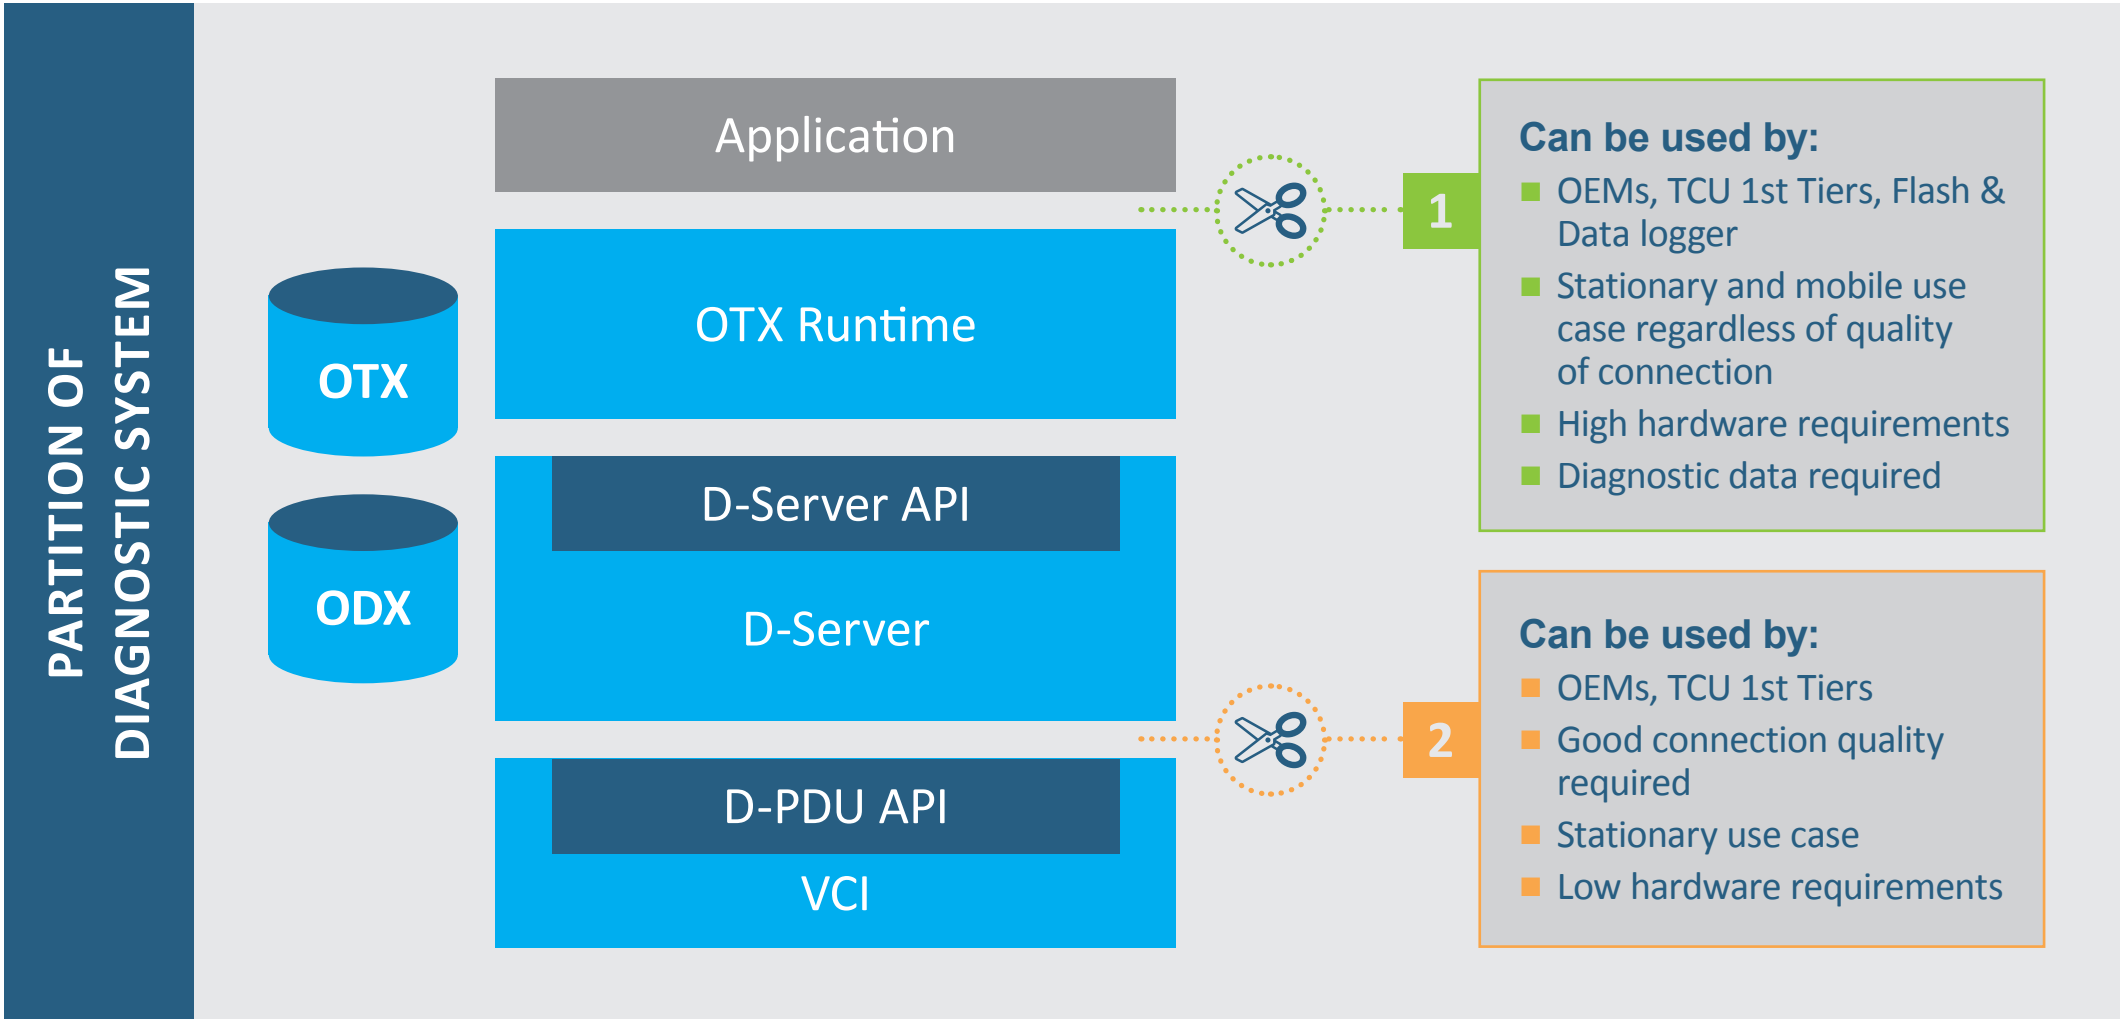 PARTITION OF
DIAGNOSTIC SYSTEM
OTX
ODX
Application
OTX Runtime
D-Server API
D-Server
D-PDU API
VCI
1
Can be used by:
OEMs, TCU 1st Tiers, Flash &
Data logger
Stationary and mobile use
case regardless of quality
of connection
High hardware requirements
Diagnostic data required
2
Can be used by:
OEMs, TCU 1st Tiers
Good connection quality
required
Stationary use case
Low hardware requirements